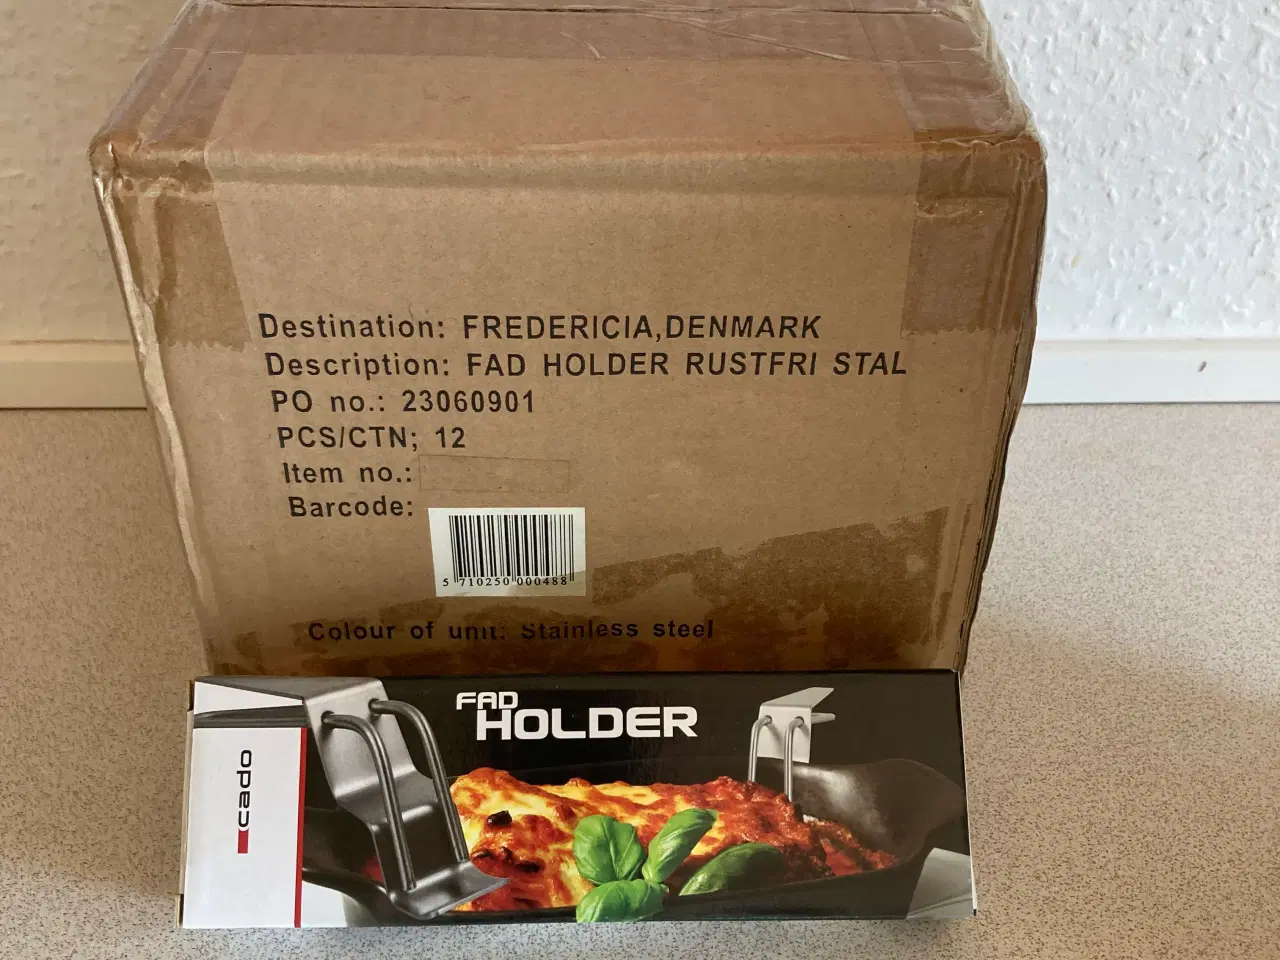 Destination: FREDERICIA,DENMARK
Description: FAD HOLDER RUSTFRI STAL
PO no.: 23060901
PCS/CTN; 12
Item no.:
Barcode:
5 710250 000488
Colour of unit: Stainless steel
FAD
HOLDER
cado